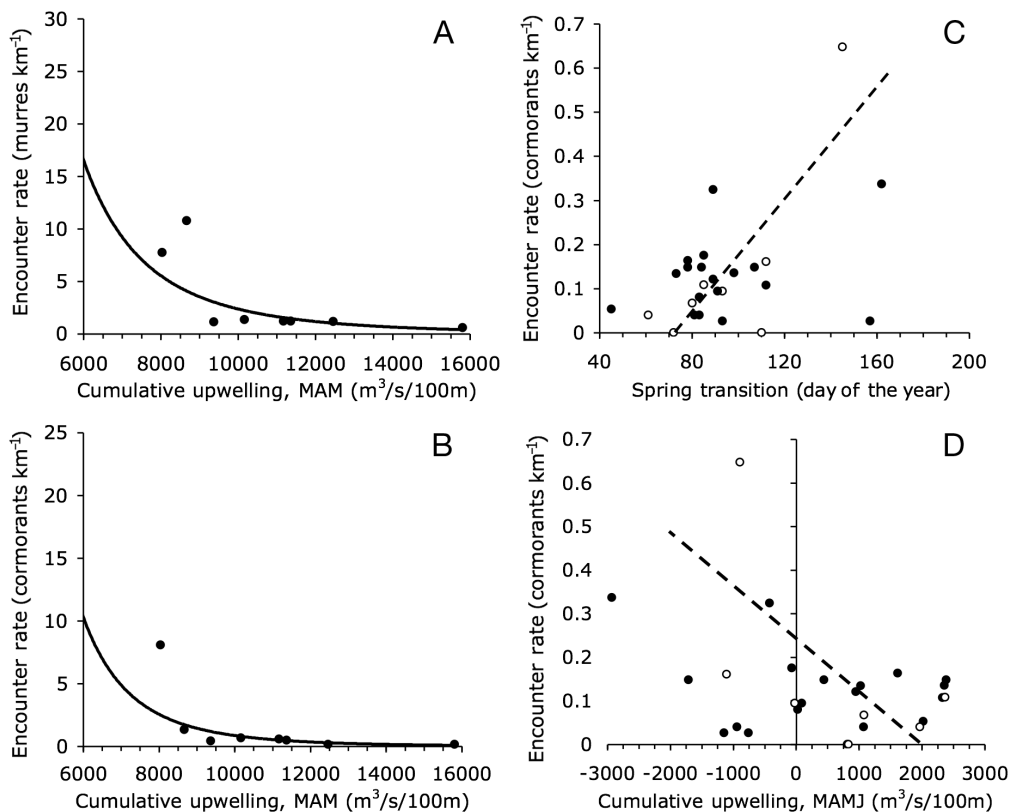 A
Encounter rate (murres km⁻¹)
30
25
20
15
10
5
0
6000 8000 10000 12000 14000 16000
Cumulative upwelling, MAM (m³/s/100m)
C
Encounter rate (cormorants km⁻¹)
0.7
0.6
0.5
0.4
0.3
0.2
0.1
0
40 80 120 160 200
Spring transition (day of the year)
B
Encounter rate (cormorants km⁻¹)
25
20
15
10
5
0
6000 8000 10000 12000 14000 16000
Cumulative upwelling, MAM (m³/s/100m)
D
Encounter rate (cormorants km⁻¹)
0.7
0.6
0.5
0.4
0.3
0.2
0.1
0
-3000 -2000 -1000 0 1000 2000 3000
Cumulative upwelling, MAMJ (m³/s/100m)